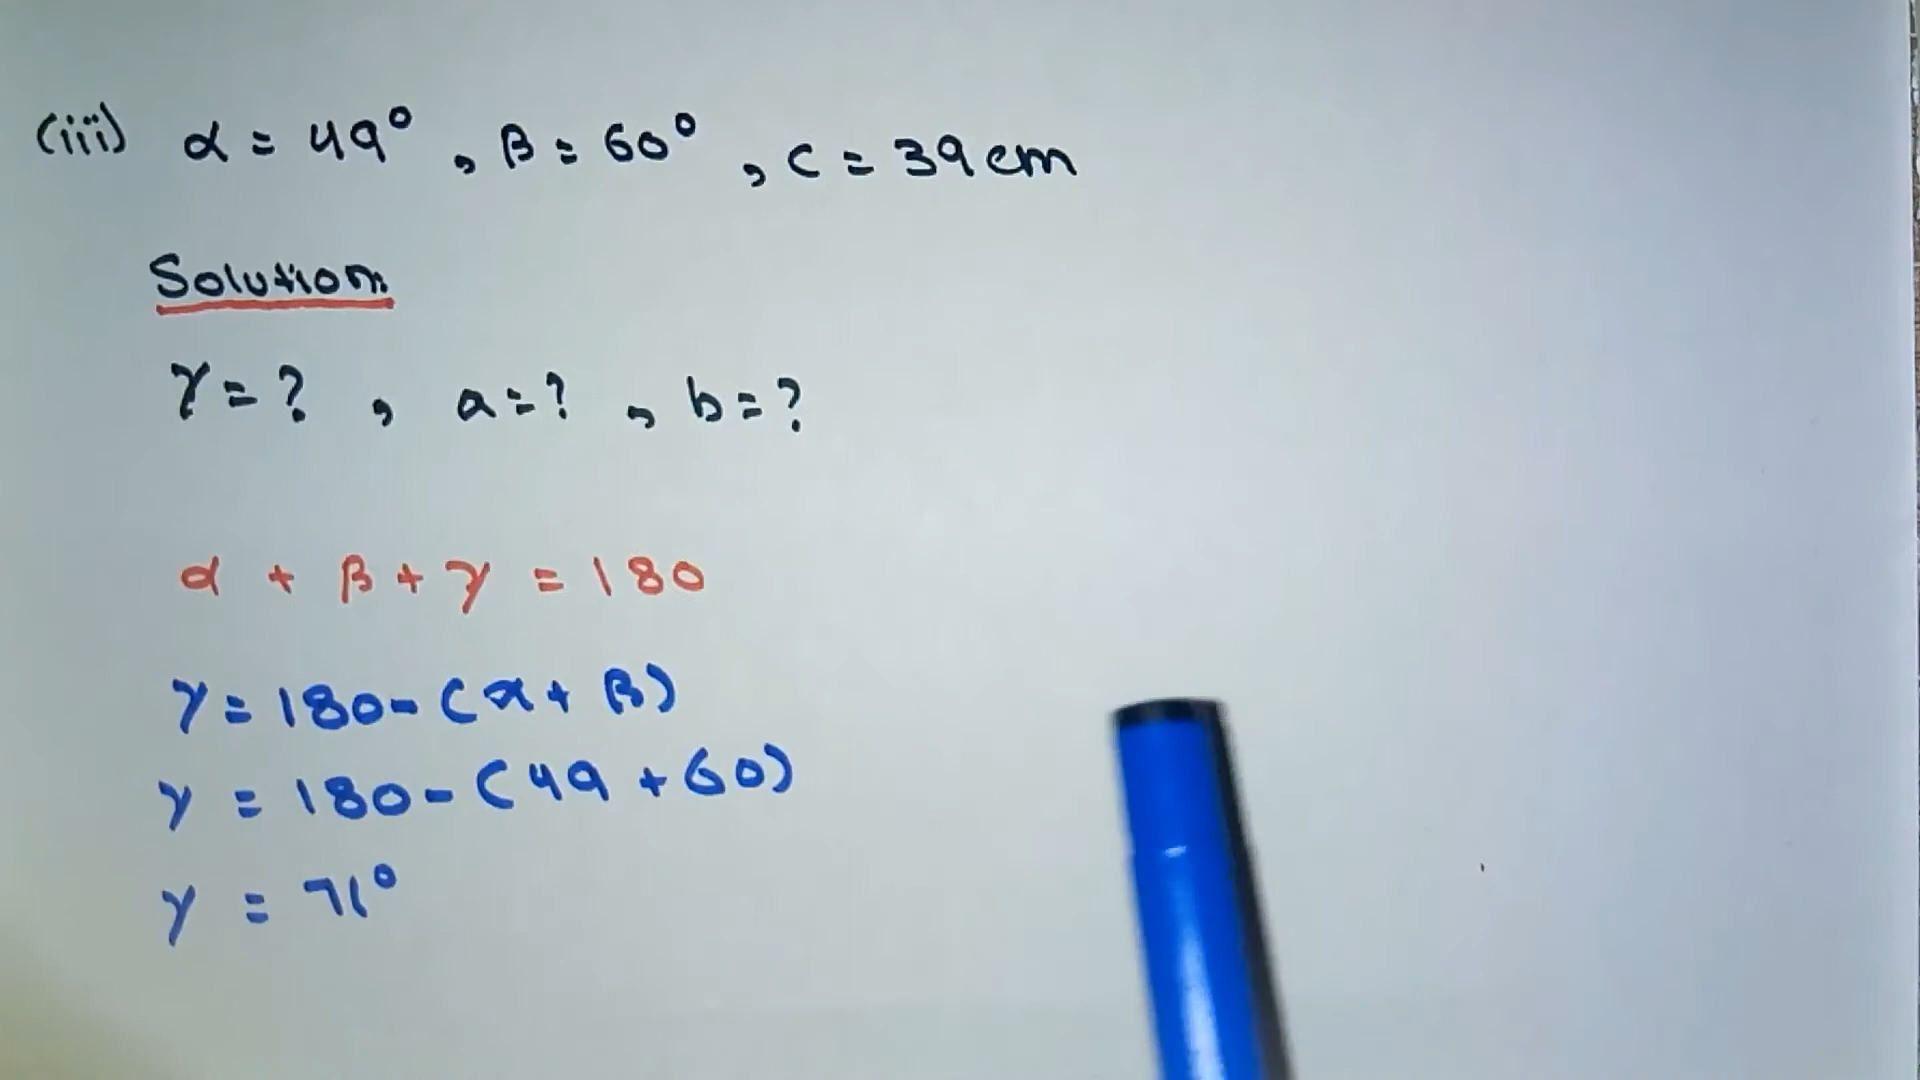 (iii) α = 49° , β = 60° , c = 39 cm
Solution
γ = ? , a = ? , b = ?
α + β + γ = 180
γ = 180 - (α + β)
γ = 180 - (49 + 60)
γ = 71°